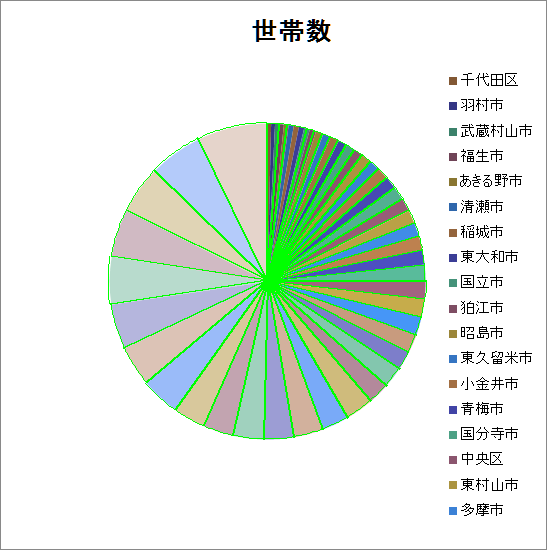 世帯数
千代田区
羽村市
武蔵村山市
福生市
あきる野市
清瀬市
稲城市
東大和市
国立市
狛江市
昭島市
東久留米市
小金井市
青梅市
国分寺市
中央区
東村山市
多摩市